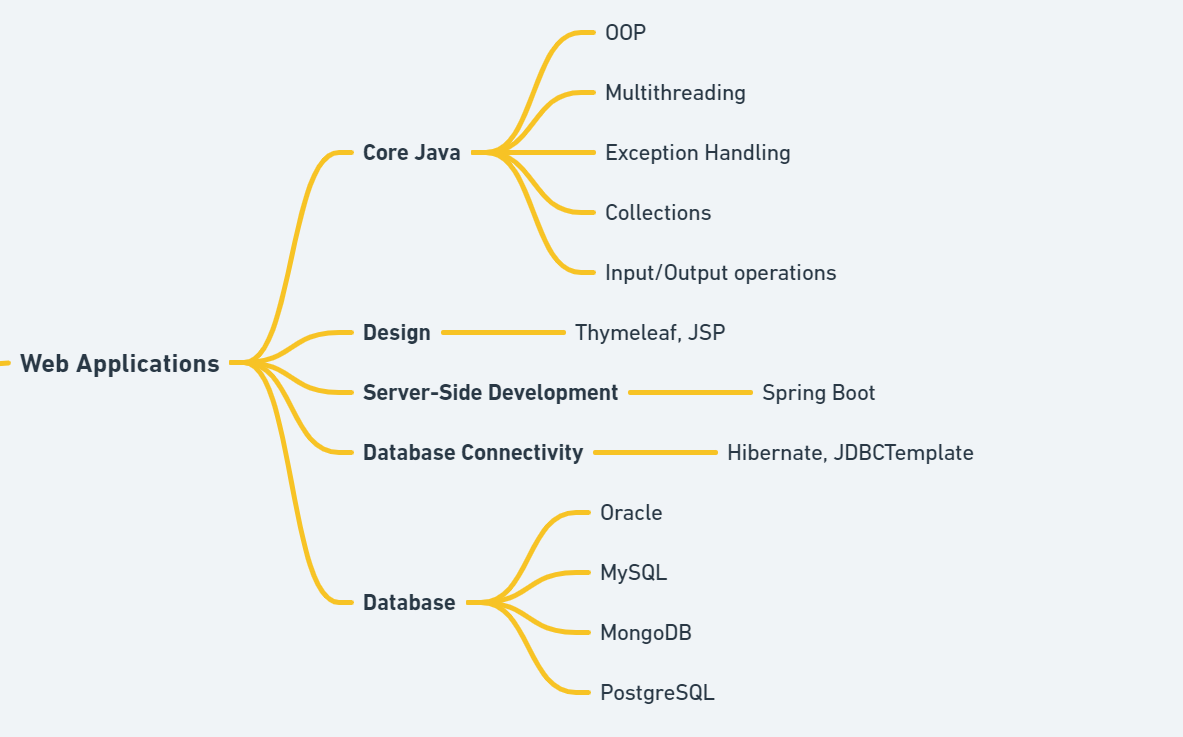 Web Applications
Core Java
OOP
Multithreading
Exception Handling
Collections
Input/Output operations
Design
Thymeleaf, JSP
Server-Side Development
Spring Boot
Database Connectivity
Hibernate, JDBCTemplate
Database
Oracle
MySQL
MongoDB
PostgreSQL